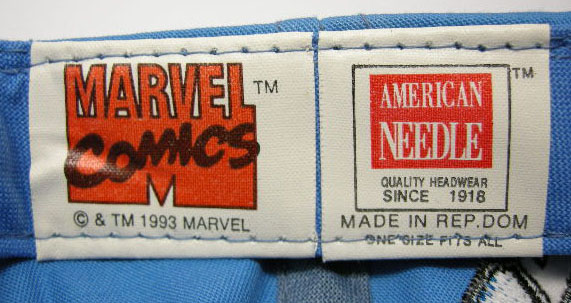 MARVEL TM
COMICS
M
© & TM 1993 MARVEL
AMERICAN TM
NEEDLE
QUALITY HEADWEAR
SINCE 1918
MADE IN REP.DOM
ONE SIZE FITS ALL